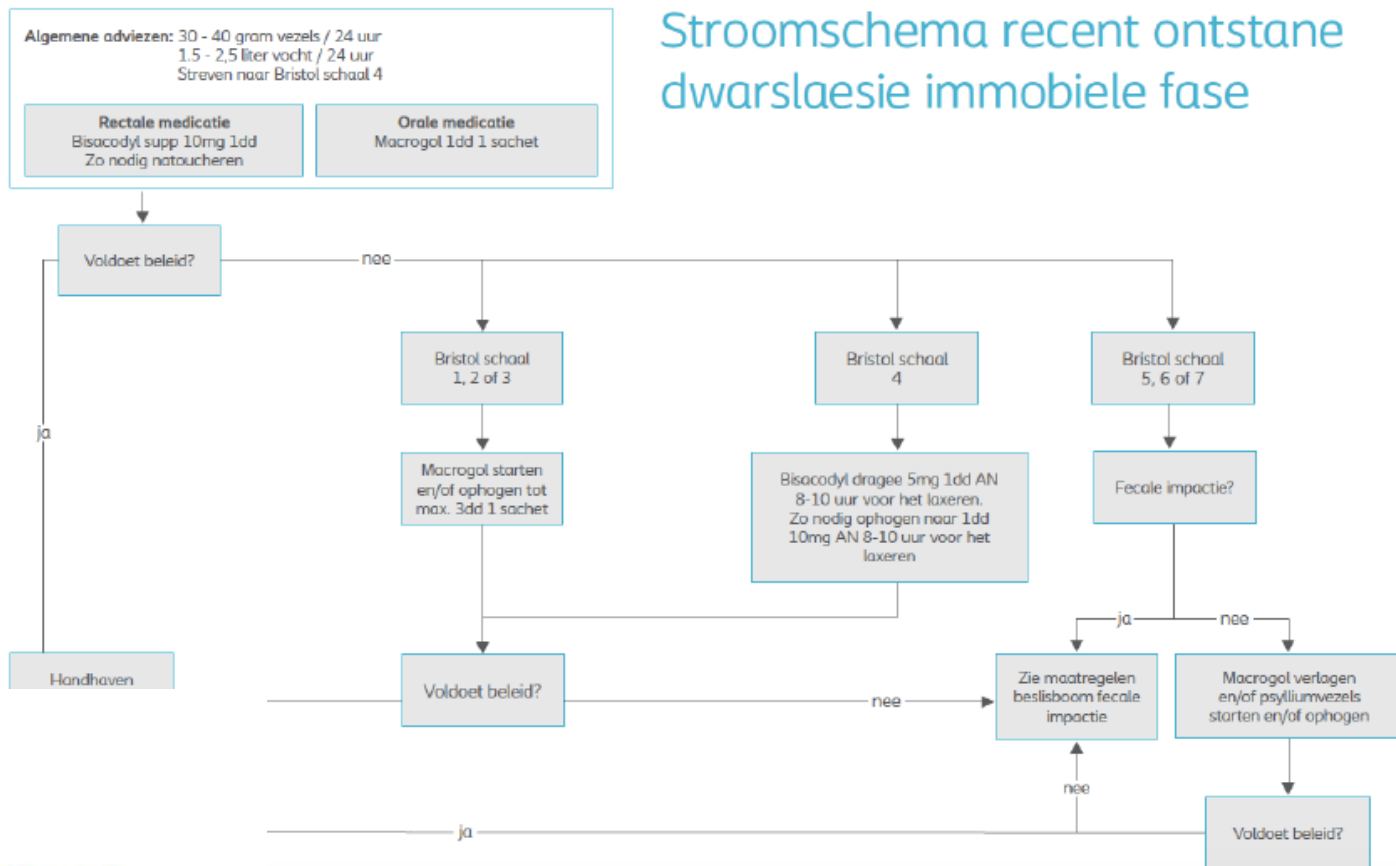 Stroomschema recent ontstane
dwarslaesie immobiele fase
Algemene adviezen: 30 - 40 gram vezels / 24 uur
1.5 - 2,5 liter vocht / 24 uur
Streven naar Bristol schaal 4
Rectale medicatie
Bisacodyl supp 10mg 1dd
Zo nodig natoucheren
Orale medicatie
Macrogol 1dd 1 sachet
Voldoet beleid?
nee
ja
Bristol schaal
1, 2 of 3
Bristol schaal
4
Bristol schaal
5, 6 of 7
Macrogol starten
en/of ophogen tot
max. 3dd 1 sachet
Bisacodyl dragee 5mg 1dd AN
8-10 uur voor het laxeren.
Zo nodig ophogen naar 1dd
10mg AN 8-10 uur voor het
laxeren
Fecale impactie?
ja
nee
Handhaven
Voldoet beleid?
nee
Zie maatregelen
beslisboom fecale
impactie
Macrogol verlagen
en/of psylliumvezels
starten en/of ophogen
nee
ja
Voldoet beleid?